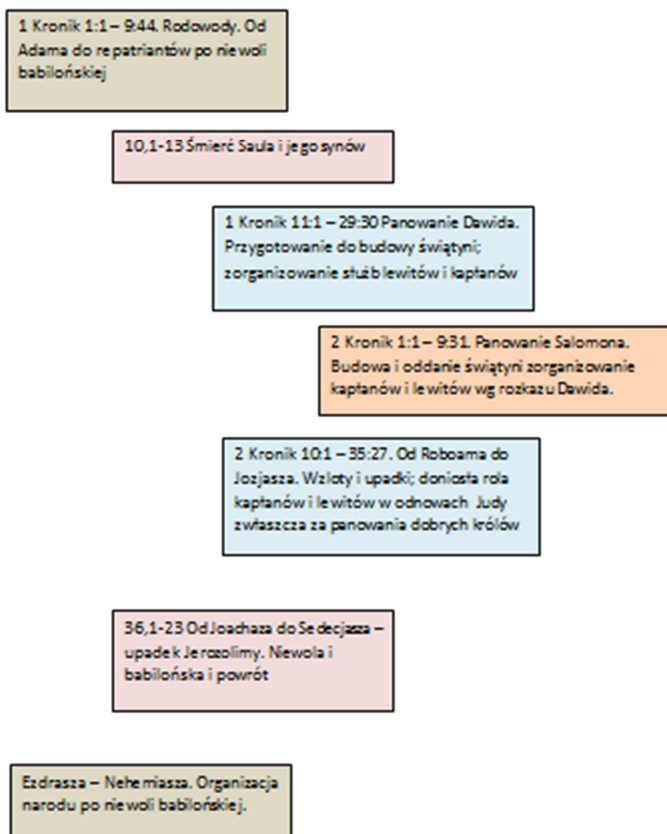 1 Kronik 1:1 – 9:44. Rodowody. Od
Adama do repatriantów po niewoli
babilońskiej
10,1-13 Śmierć Saula i jego synów
1 Kronik 11:1 – 29:30 Panowanie Dawida.
Przygotowanie do budowy świątyni;
zorganizowanie służb lewitów i kapłanów
2 Kronik 1:1 – 9:31. Panowanie Salomona.
Budowa i oddanie świątyni zorganizowanie
kapłanów i lewitów wg rozkazu Dawida.
2 Kronik 10:1 – 35:27. Od Roboama do
Jozjasza. Wzloty i upadki; doniosła rola
kapłanów i lewitów w odnowach Judy
zwłaszcza za panowania dobrych królów
36,1-23 Od Joachaza do Sedecjasza –
upadek Jerozolimy. Niewola i
babilońska i powrót
Ezdrasza – Nehemiasza. Organizacja
narodu po niewoli babilońskiej.